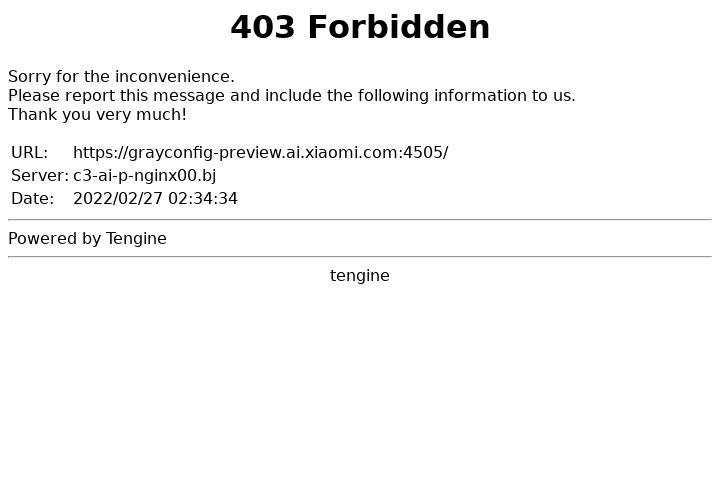 403 Forbidden
Sorry for the inconvenience.
Please report this message and include the following information to us.
Thank you very much!
URL: https://grayconfig-preview.ai.xiaomi.com:4505/
Server: c3-ai-p-nginx00.bj
Date: 2022/02/27 02:34:34
Powered by Tengine
tengine